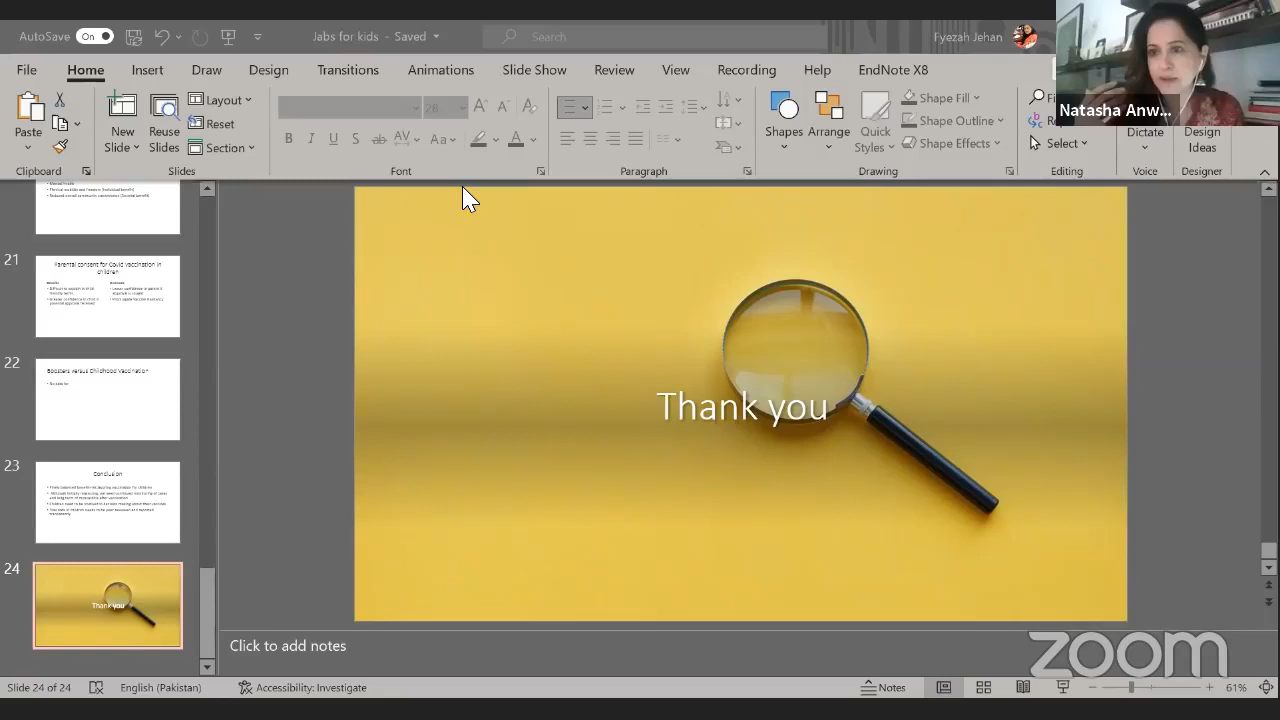 AutoSave On Jabs for kids - Saved Search Fyezah Jehan
Natasha Anw...
File Home Insert Draw Design Slide Show Transitions Animations Review View Recording Help EndNote X8
Paste
New Slide
Reuse Slides
Layout
Reset
Section
28
B I U S ab AV Aa A
Shapes Arrange Quick Styles
Shape Fill
Shape Outline
Shape Effects
Select
Dictate
Design Ideas
Clipboard Slides Font Paragraph Drawing Editing Voice Designer
21
Parental consent for Covid vaccination in children
22
Boosters versus Childhood Vaccination
23
Conclusion
24
Thank you
Thank you
Click to add notes
zoom
Slide 24 of 24 English (Pakistan) Accessibility: Investigate Notes 61%